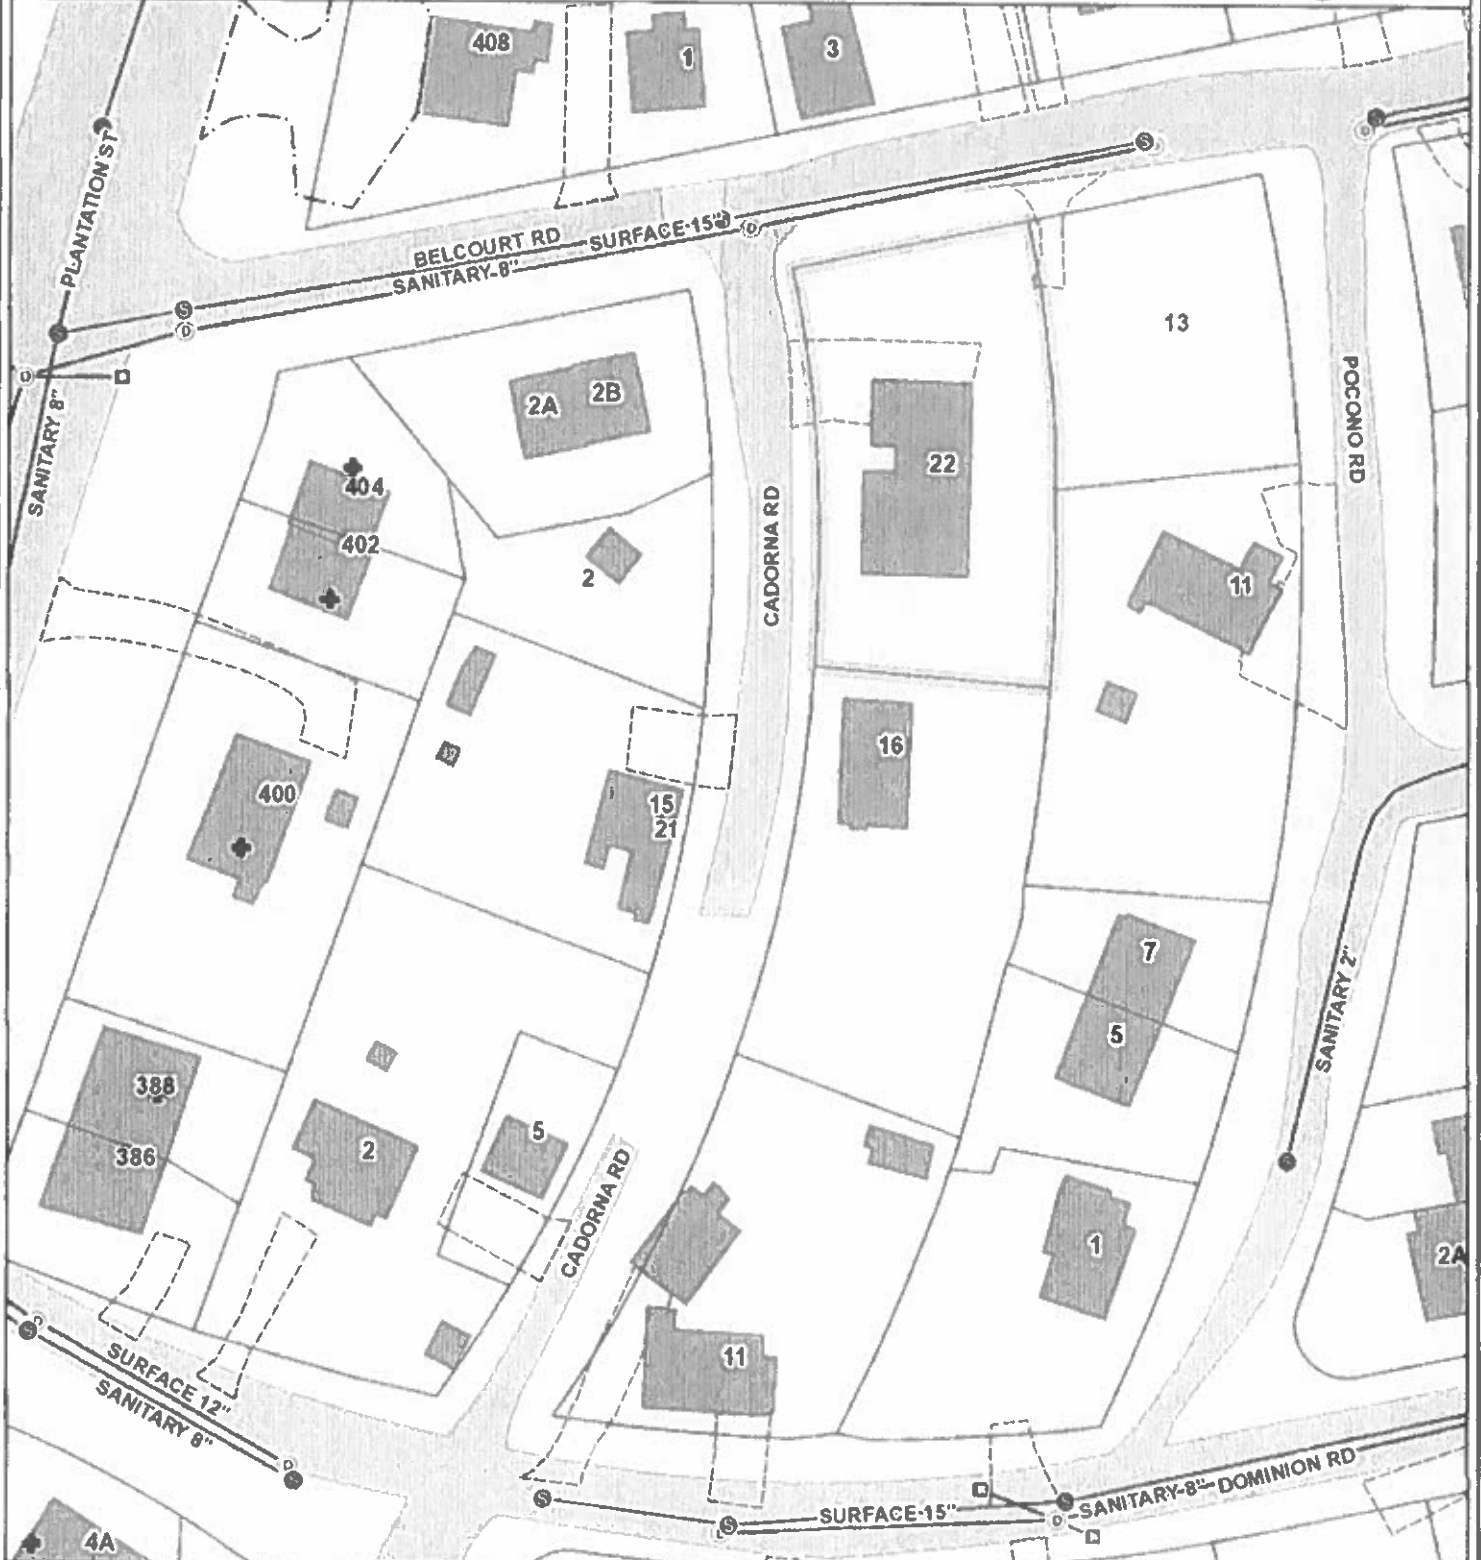 408
1
3
PLANTATION ST
BELCOURT RD
SURFACE 15"
SANITARY 8"
13
2A
2B
POCONO RD
SANITARY 8"
404
22
402
CADORNA RD
2
11
16
400
15
21
7
SANITARY 2"
5
388
386
2
5
CADORNA RD
1
2A
11
SURFACE 12"
SANITARY 8"
SURFACE 15"
SANITARY 8"
DOMINION RD
4A